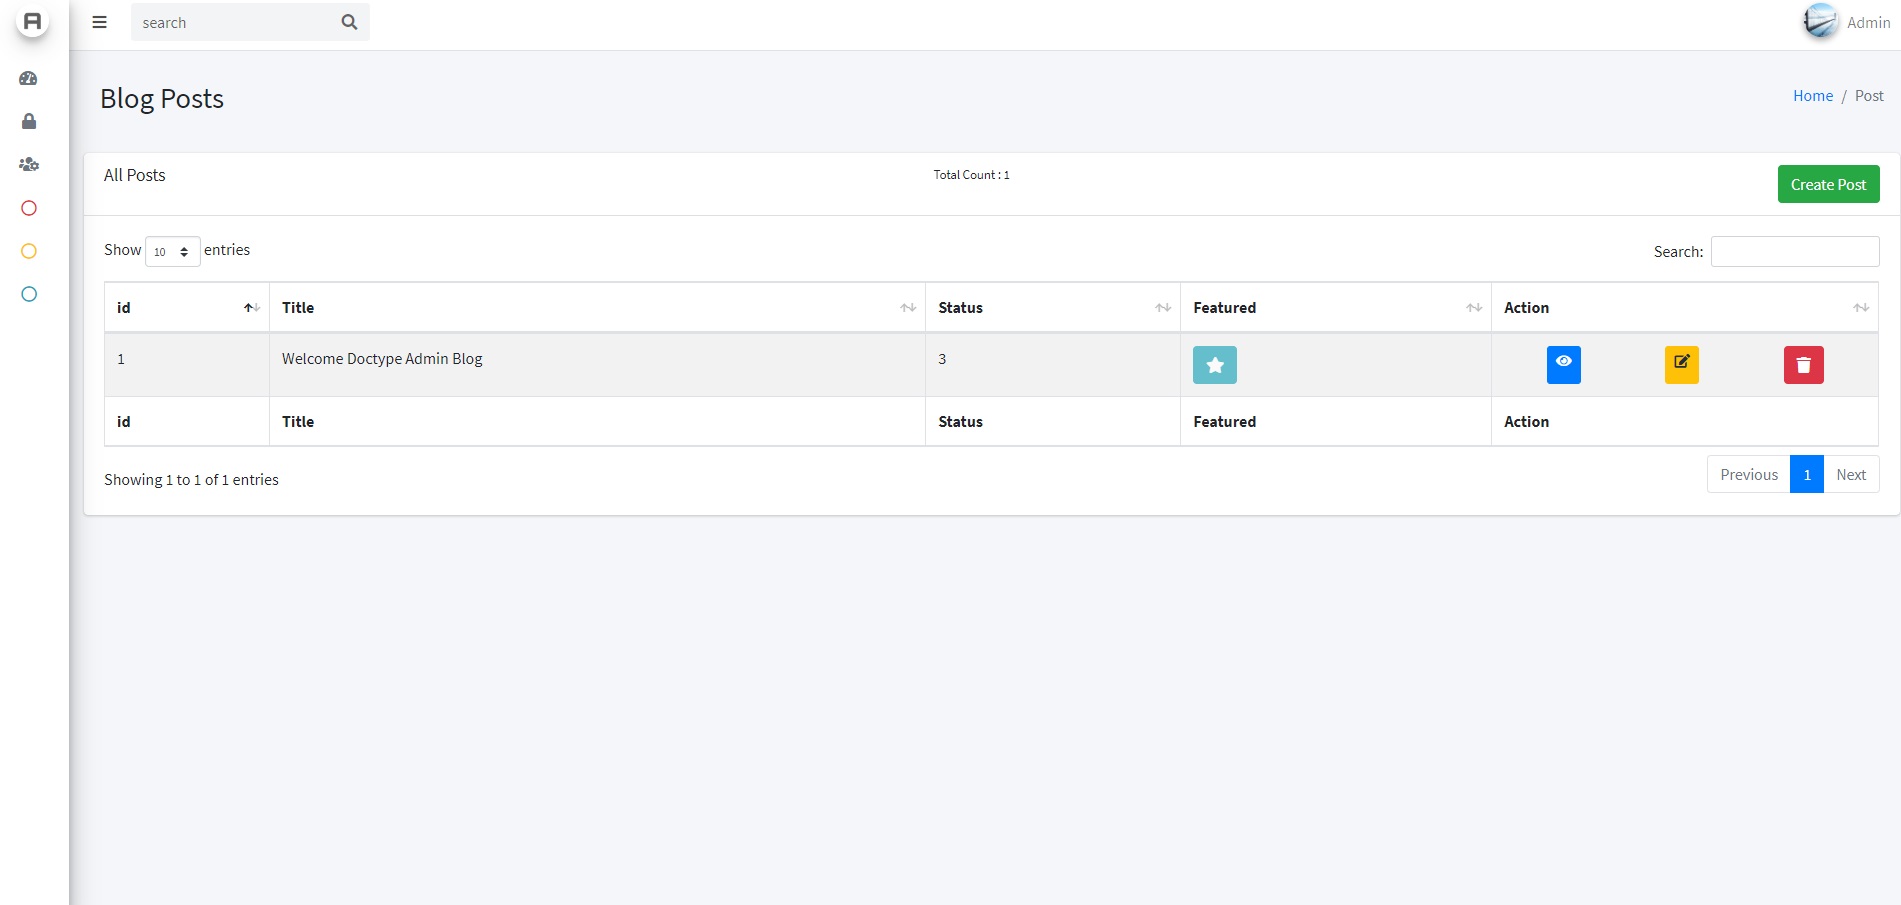 search
Admin
Blog Posts
Home / Post
All Posts
Total Count : 1
Create Post
Show 10 entries
Search:
id Title Status Featured Action
1 Welcome Doctype Admin Blog 3
id Title Status Featured Action
Showing 1 to 1 of 1 entries
Previous 1 Next